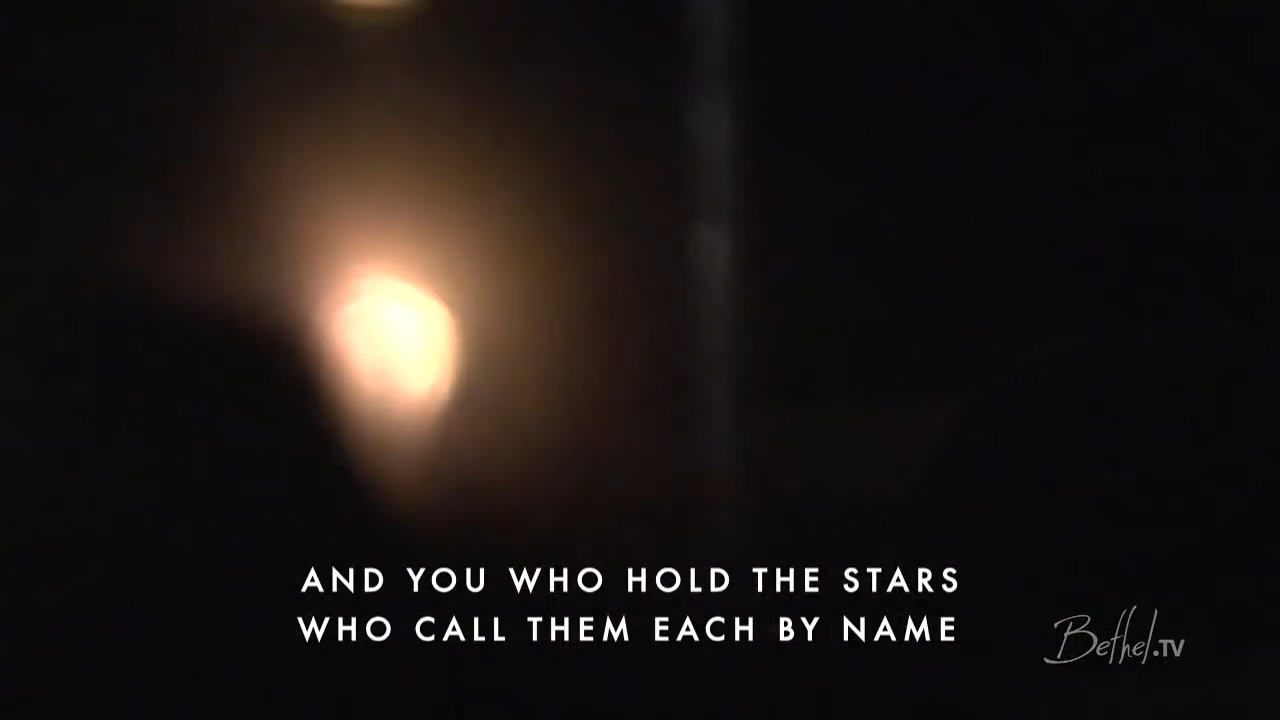 AND YOU WHO HOLD THE STARS
WHO CALL THEM EACH BY NAME
Bethel.TV